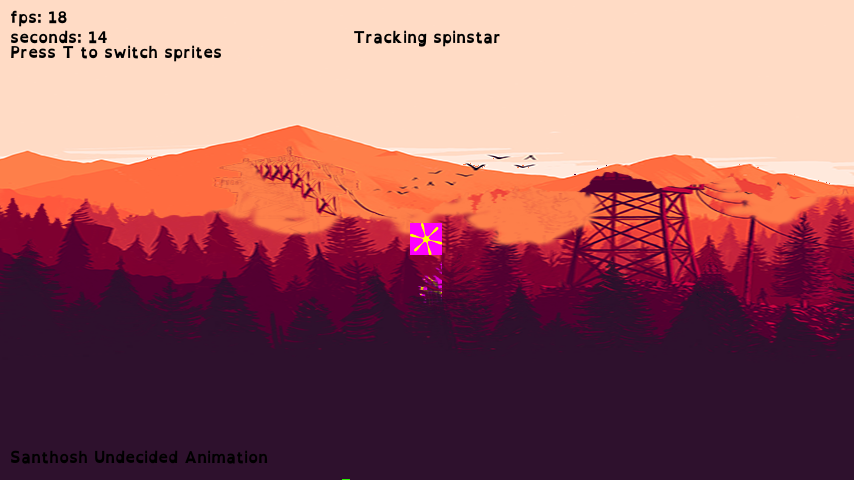 fps: 18
seconds: 14
Press T to switch sprites
Tracking spinstar
Santhosh Undecided Animation